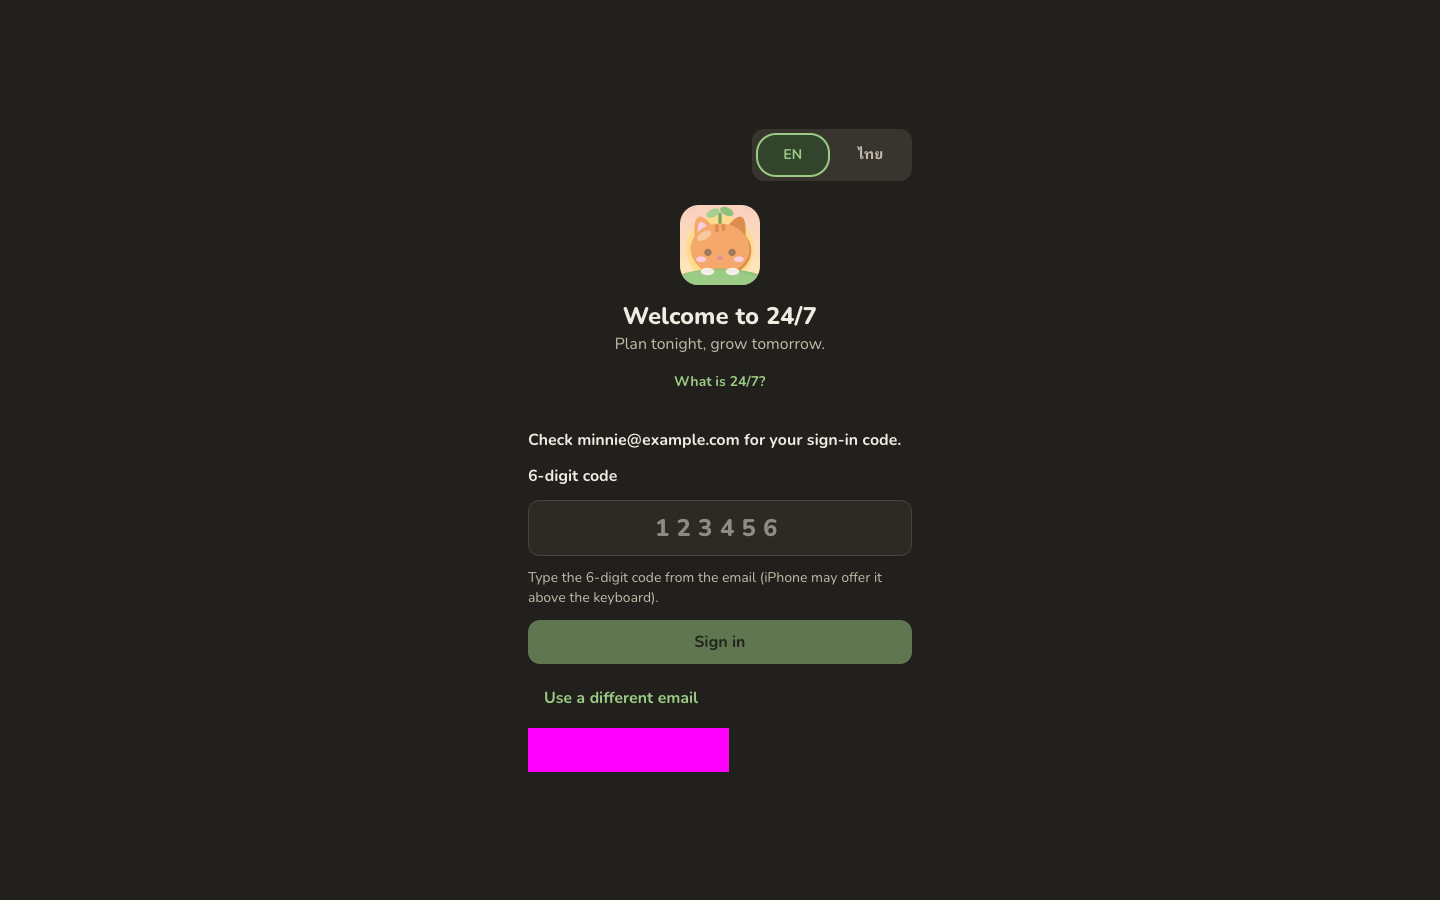 EN
ไทย
Welcome to 24/7
Plan tonight, grow tomorrow.
What is 24/7?
Check minnie@example.com for your sign-in code.
6-digit code
123456
Type the 6-digit code from the email (iPhone may offer it
above the keyboard).
Sign in
Use a different email